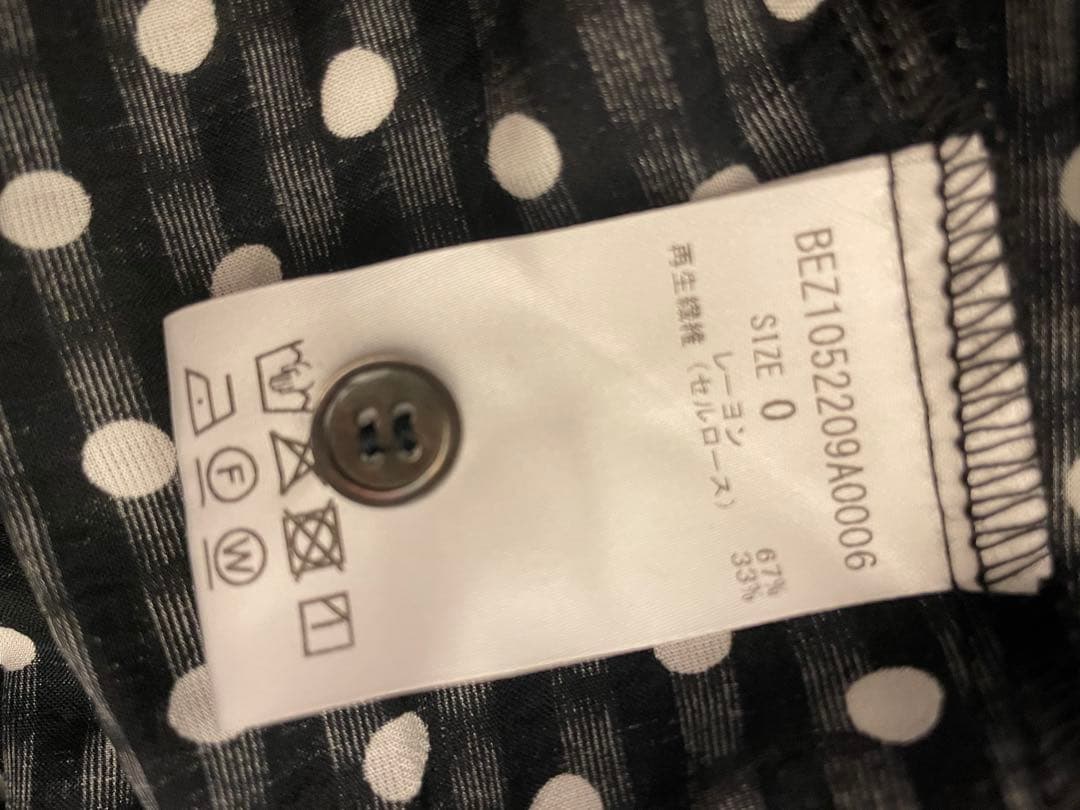 BEZ1052209A0006
SIZE 0
レーヨン 67%
再生繊維（セルロース） 33%
F
W